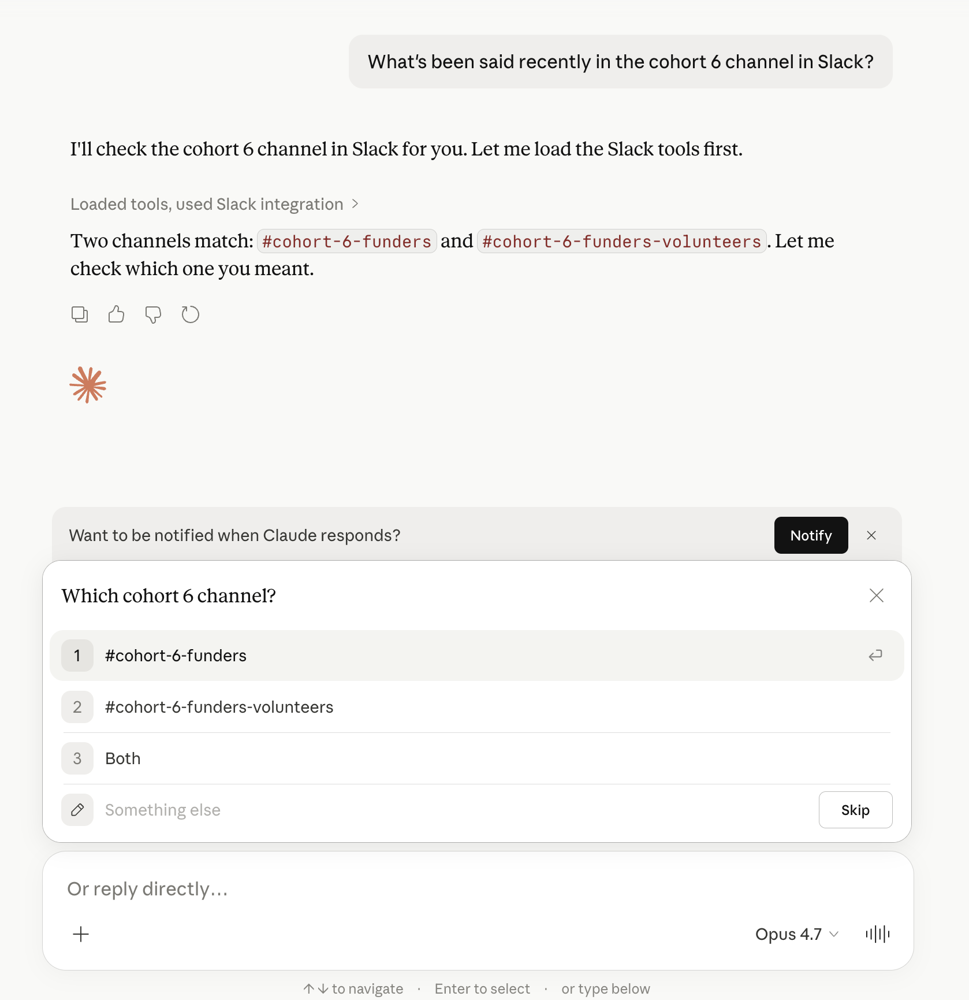 What's been said recently in the cohort 6 channel in Slack?
I'll check the cohort 6 channel in Slack for you. Let me load the Slack tools first.
Loaded tools, used Slack integration
Two channels match: #cohort-6-funders and #cohort-6-funders-volunteers. Let me
check which one you meant.
Want to be notified when Claude responds?
Notify
Which cohort 6 channel?
1 #cohort-6-funders
2 #cohort-6-funders-volunteers
3 Both
Something else
Skip
Or reply directly...
Opus 4.7
↑↓ to navigate · Enter to select · or type below